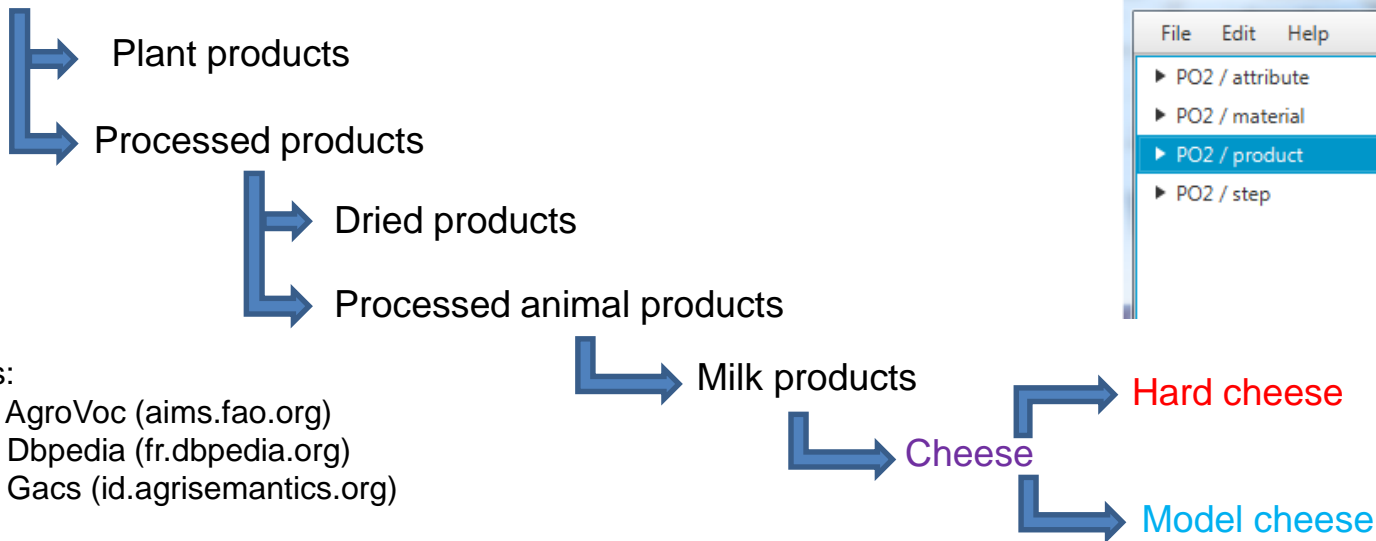 Plant products
Processed products
Dried products
Processed animal products
Milk products
Cheese
Hard cheese
Model cheese
s:
AgroVoc (aims.fao.org)
Dbpedia (fr.dbpedia.org)
Gacs (id.agrisemantics.org)
File Edit Help
PO2 / attribute
PO2 / material
PO2 / product
PO2 / step